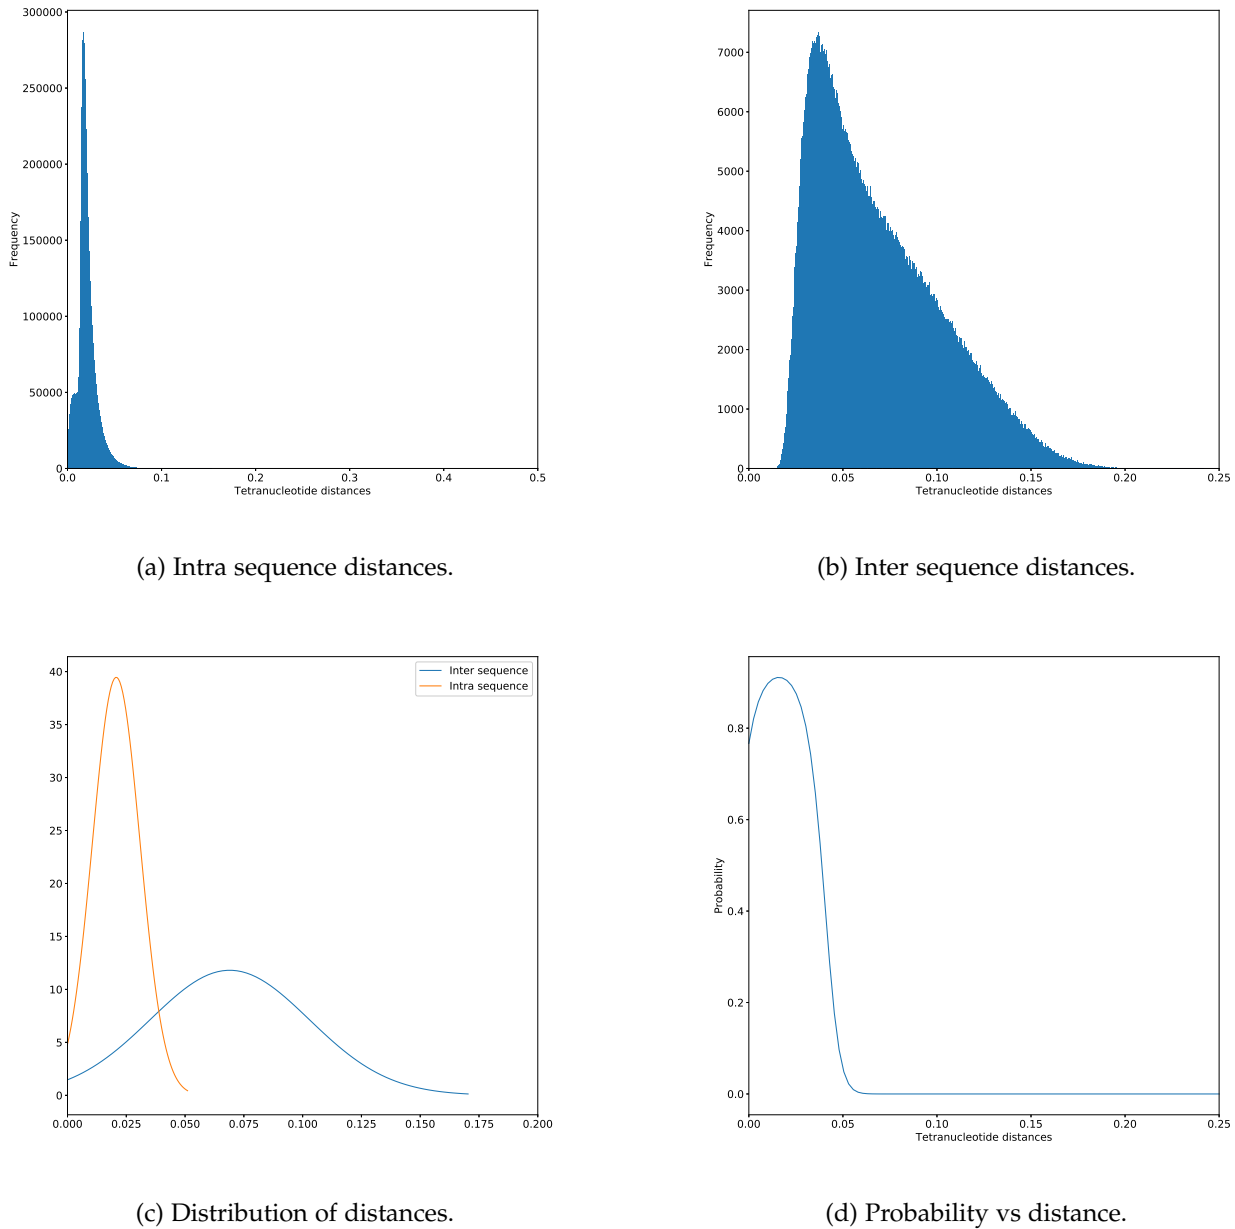 300000
250000
200000
150000
100000
50000
0
Frequency
0.0 0.1 0.2 0.3 0.4 0.5
Tetranucleotide distances
(a) Intra sequence distances.
7000
6000
5000
4000
3000
2000
1000
0
Frequency
0.00 0.05 0.10 0.15 0.20 0.25
Tetranucleotide distances
(b) Inter sequence distances.
40
35
30
25
20
15
10
5
0
Inter sequence
Intra sequence
0.000 0.025 0.050 0.075 0.100 0.125 0.150 0.175 0.200
(c) Distribution of distances.
0.8
0.6
0.4
0.2
0.0
Probability
0.00 0.05 0.10 0.15 0.20 0.25
Tetranucleotide distances
(d) Probability vs distance.